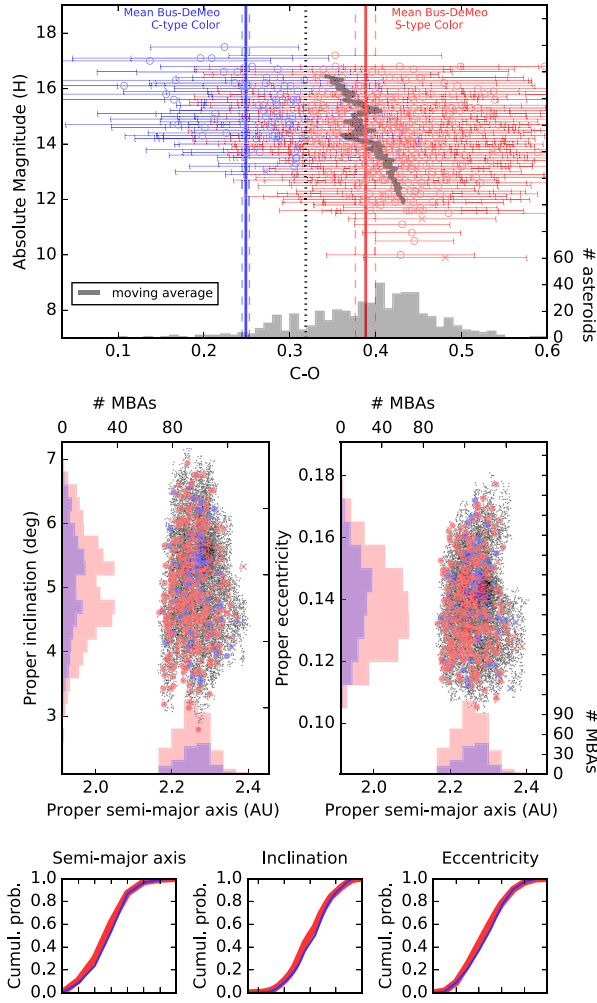 Mean Bus-DeMeo
C-type Color
Mean Bus-DeMeo
S-type Color
Absolute Magnitude (H)
18
16
14
12
10
8
moving average
60
40
20
0
# asteroids
0.1 0.2 0.3 0.4 0.5 0.6
C-O
# MBAs
0 40 80
Proper inclination (deg)
7
6
5
4
3
2.0 2.2 2.4
Proper semi-major axis (AU)
# MBAs
0 20 40 60 80
Proper eccentricity
0.18
0.16
0.14
0.12
0.10
90
60
30
0
# MBAs
2.0 2.2 2.4
Proper semi-major axis (AU)
Semi-major axis
Cumul. prob.
1.0
0.8
0.6
0.4
0.2
0.0
Inclination
Cumul. prob.
1.0
0.8
0.6
0.4
0.2
0.0
Eccentricity
Cumul. prob.
1.0
0.8
0.6
0.4
0.2
0.0